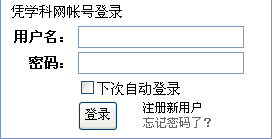 凭学科网帐号登录
用户名：
密码：
下次自动登录
登录 注册新用户
忘记密码了？